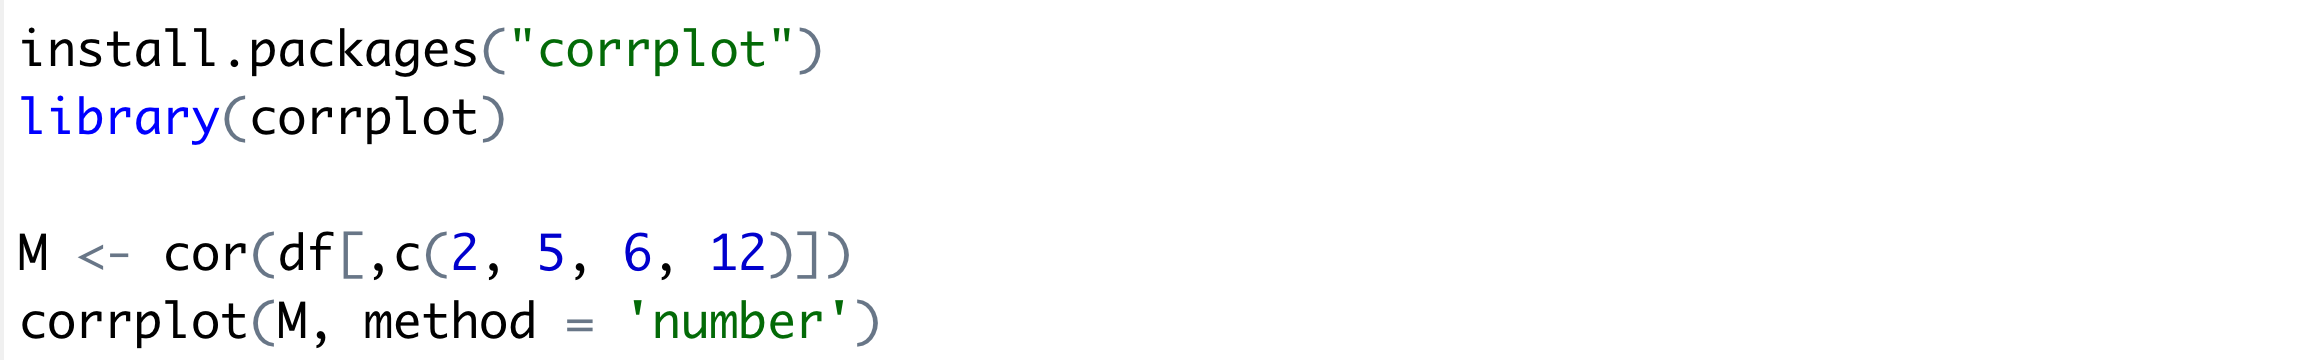 install.packages("corrplot")
library(corrplot)

M <- cor(df[,c(2, 5, 6, 12)])
corrplot(M, method = 'number')